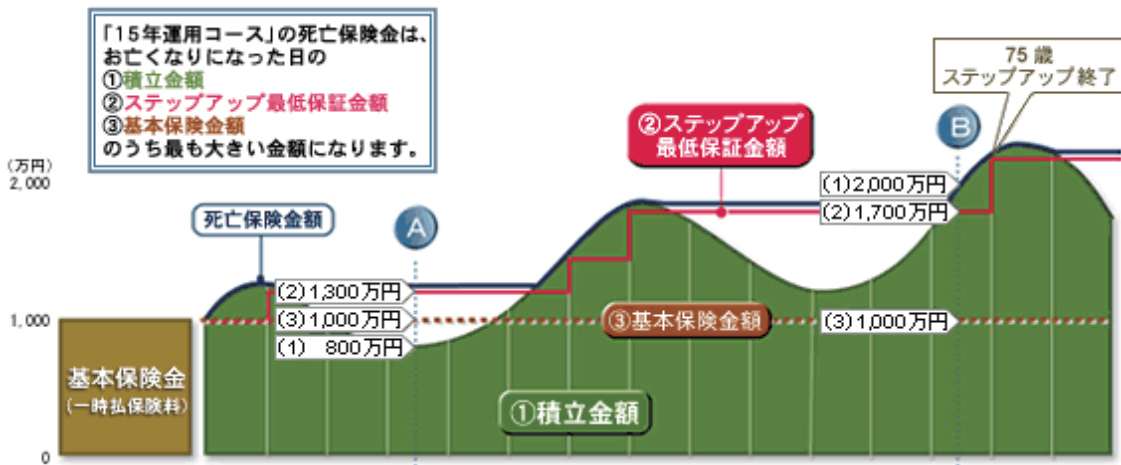 「15年運用コース」の死亡保険金は、
お亡くなりになった日の
①積立金額
②ステップアップ最低保証金額
③基本保険金額
のうち最も大きい金額になります。
75歳
ステップアップ終了
②ステップアップ
最低保証金額
B
(万円)
2,000
(1)2,000万円
(2)1,700万円
死亡保険金額
A
(2)1,300万円
1,000
(3)1,000万円
③基本保険金額
(3)1,000万円
(1) 800万円
基本保険金
(一時払保険料)
①積立金額
0